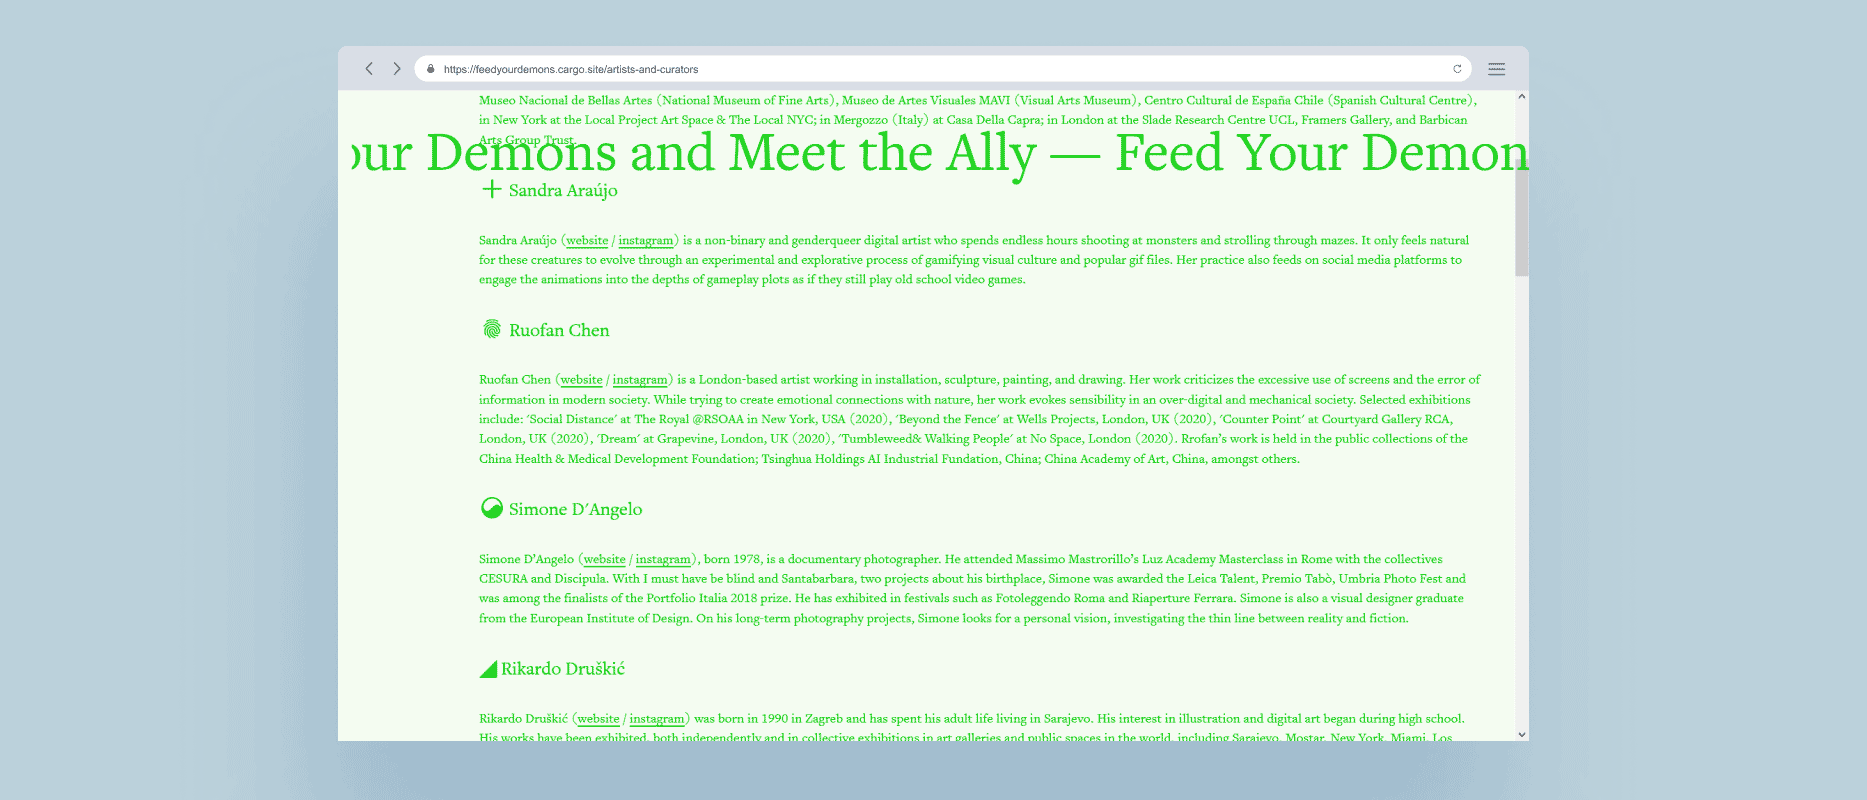 https://feedyourdemons.cargo.site/artists-and-curators
Museo Nacional de Bellas Artes (National Museum of Fine Arts), Museo de Artes Visuales MAVI (Visual Arts Museum), Centro Cultural de España Chile (Spanish Cultural Centre),
in New York at the Local Project Art Space & The Local NYC; in Mergozzo (Italy) at Casa Della Capra; in London at the Slade Research Centre UCL, Framers Gallery, and Barbican
Arts Group Trust.
our Demons and Meet the Ally — Feed Your Demon
Sandra Araújo
Sandra Araújo (website / instagram) is a non-binary and genderqueer digital artist who spends endless hours shooting at monsters and strolling through mazes. It only feels natural
for these creatures to evolve through an experimental and explorative process of gamifying visual culture and popular gif files. Her practice also feeds on social media platforms to
engage the animations into the depths of gameplay plots as if they still play old school video games.
Ruofan Chen
Ruofan Chen (website / instagram) is a London-based artist working in installation, sculpture, painting, and drawing. Her work criticizes the excessive use of screens and the error of
information in modern society. While trying to create emotional connections with nature, her work evokes sensibility in an over-digital and mechanical society. Selected exhibitions
include: 'Social Distance' at The Royal @RSOAA in New York, USA (2020), 'Beyond the Fence' at Wells Projects, London, UK (2020), 'Counter Point' at Courtyard Gallery RCA,
London, UK (2020), 'Dream' at Grapevine, London, UK (2020), 'Tumbleweed& Walking People' at No Space, London (2020). Rrofan's work is held in the public collections of the
China Health & Medical Development Foundation; Tsinghua Holdings AI Industrial Fundation, China; China Academy of Art, China, amongst others.
Simone D'Angelo
Simone D'Angelo (website / instagram), born 1978, is a documentary photographer. He attended Massimo Mastrorillo's Luz Academy Masterclass in Rome with the collectives
CESURA and Discipula. With I must have be blind and Santabarbara, two projects about his birthplace, Simone was awarded the Leica Talent, Premio Tabò, Umbria Photo Fest and
was among the finalists of the Portfolio Italia 2018 prize. He has exhibited in festivals such as Fotoleggendo Roma and Riaperture Ferrara. Simone is also a visual designer graduate
from the European Institute of Design. On his long-term photography projects, Simone looks for a personal vision, investigating the thin line between reality and fiction.
Rikardo Druškić
Rikardo Druškić (website / instagram) was born in 1990 in Zagreb and has spent his adult life living in Sarajevo. His interest in illustration and digital art began during high school.
His works have been exhibited, both independently and in collective exhibitions in art galleries and public spaces in the world, including Sarajevo, Mostar, New York, Miami, Los